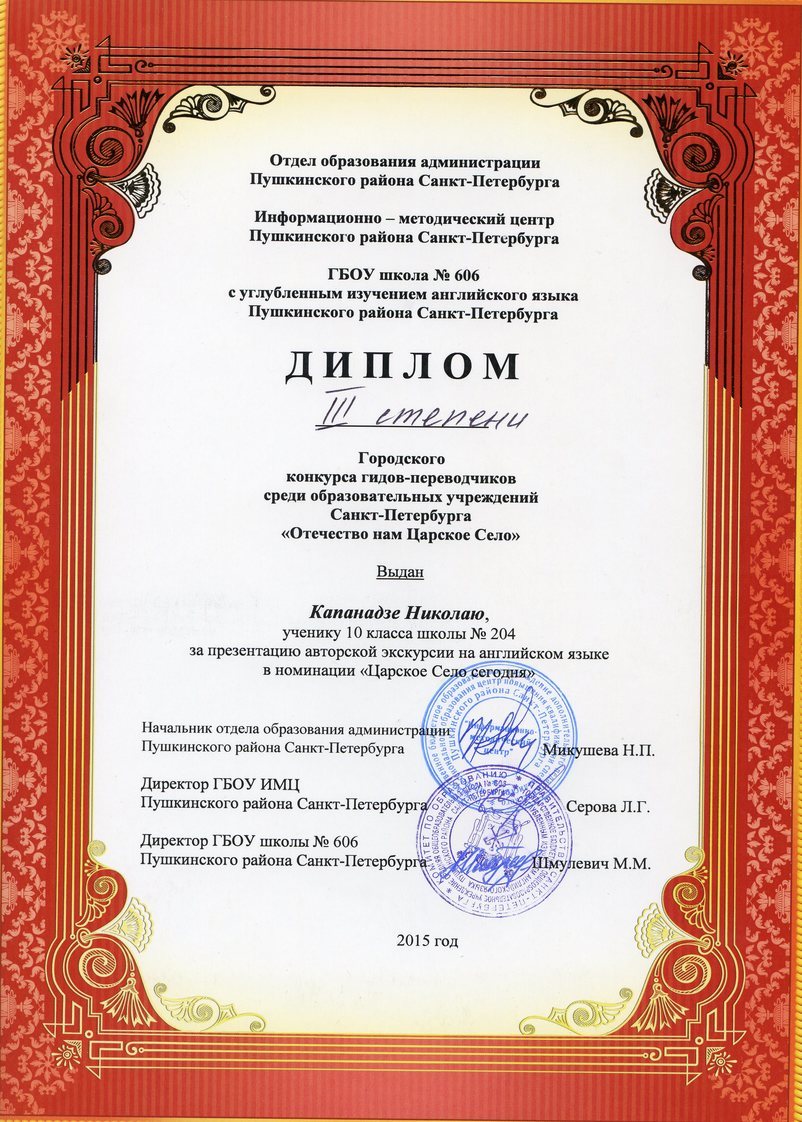 Отдел образования администрации
Пушкинского района Санкт-Петербурга
Информационно – методический центр
Пушкинского района Санкт-Петербурга
ГБОУ школа № 606
с углубленным изучением английского языка
Пушкинского района Санкт-Петербурга
ДИПЛОМ
III степени
Городского
конкурса гидов-переводчиков
среди образовательных учреждений
Санкт-Петербурга
«Отечество нам Царское Село»
Выдан
Капанадзе Николаю,
ученику 10 класса школы № 204
за презентацию авторской экскурсии на английском языке
в номинации «Царское Село сегодня»
Начальник отдела образования администрации
Пушкинского района Санкт-Петербурга Микушева Н.П.
Директор ГБОУ ИМЦ
Пушкинского района Санкт-Петербурга Серова Л.Г.
Директор ГБОУ школы № 606
Пушкинского района Санкт-Петербурга Шмулевич М.М.
КОМИТЕТ ПО ОБРАЗОВАНИЮ
2015 год